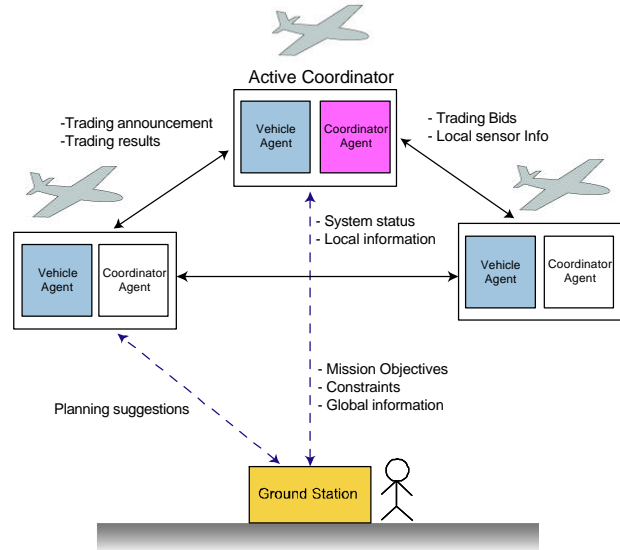 Active Coordinator
-Trading announcement
-Trading results
Vehicle
Agent
Coordinator
Agent
- Trading Bids
- Local sensor Info
- System status
- Local information
Vehicle
Agent
Coordinator
Agent
Vehicle
Agent
Coordinator
Agent
- Mission Objectives
- Constraints
- Global information
Planning suggestions
Ground Station